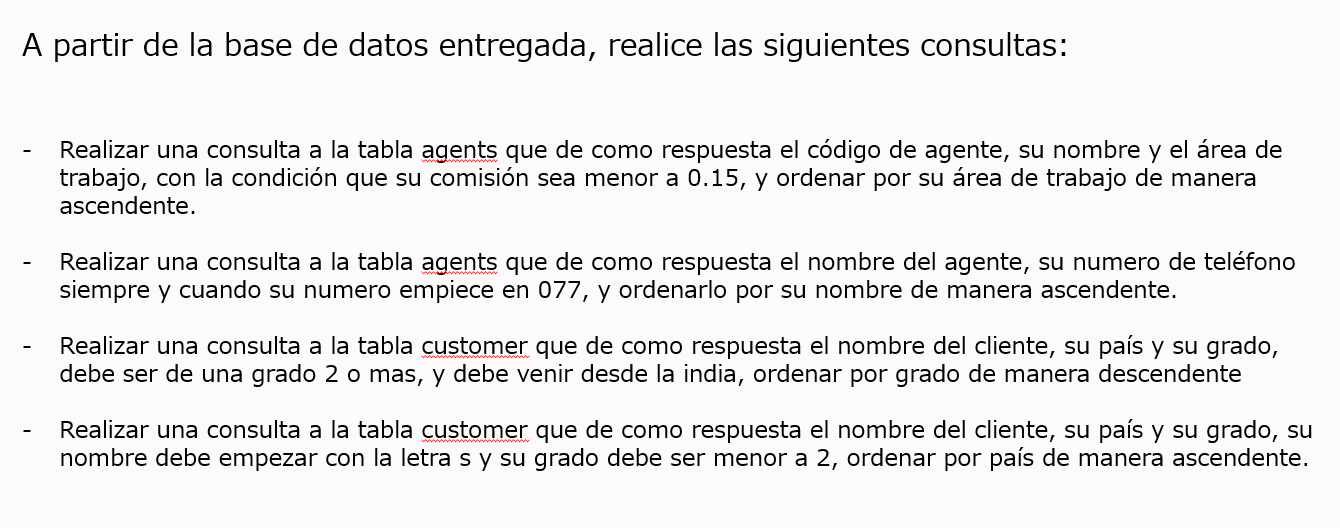 A partir de la base de datos entregada, realice las siguientes consultas:
- Realizar una consulta a la tabla agents que de como respuesta el código de agente, su nombre y el área de
trabajo, con la condición que su comisión sea menor a 0.15, y ordenar por su área de trabajo de manera
ascendente.
- Realizar una consulta a la tabla agents que de como respuesta el nombre del agente, su numero de teléfono
siempre y cuando su numero empiece en 077, y ordenarlo por su nombre de manera ascendente.
- Realizar una consulta a la tabla customer que de como respuesta el nombre del cliente, su país y su grado,
debe ser de una grado 2 o mas, y debe venir desde la india, ordenar por grado de manera descendente
- Realizar una consulta a la tabla customer que de como respuesta el nombre del cliente, su país y su grado, su
nombre debe empezar con la letra s y su grado debe ser menor a 2, ordenar por país de manera ascendente.